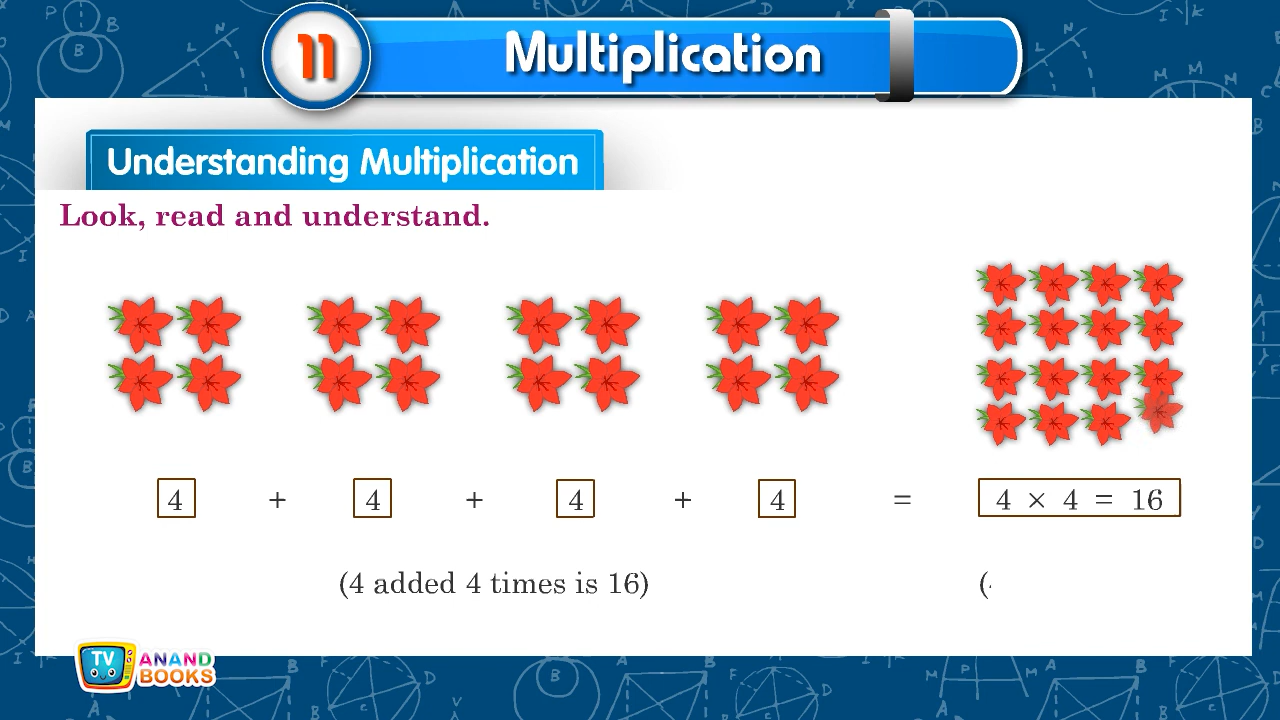 11 Multiplication
Understanding Multiplication
Look, read and understand.
4 + 4 + 4 + 4 = 4 × 4 = 16
(4 added 4 times is 16) (
TV ANAND
BOOKS